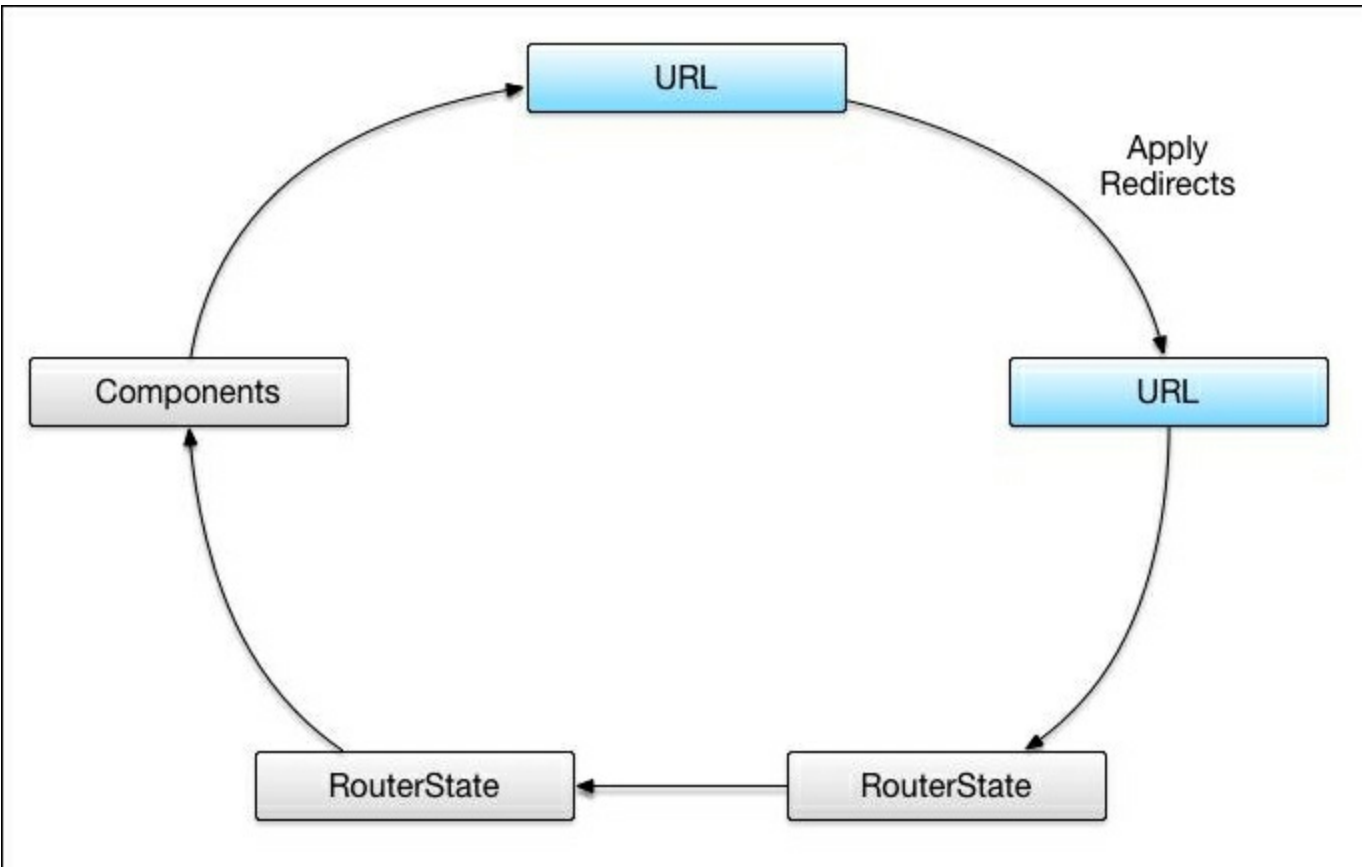 URL
Apply
Redirects
Components
URL
RouterState
RouterState